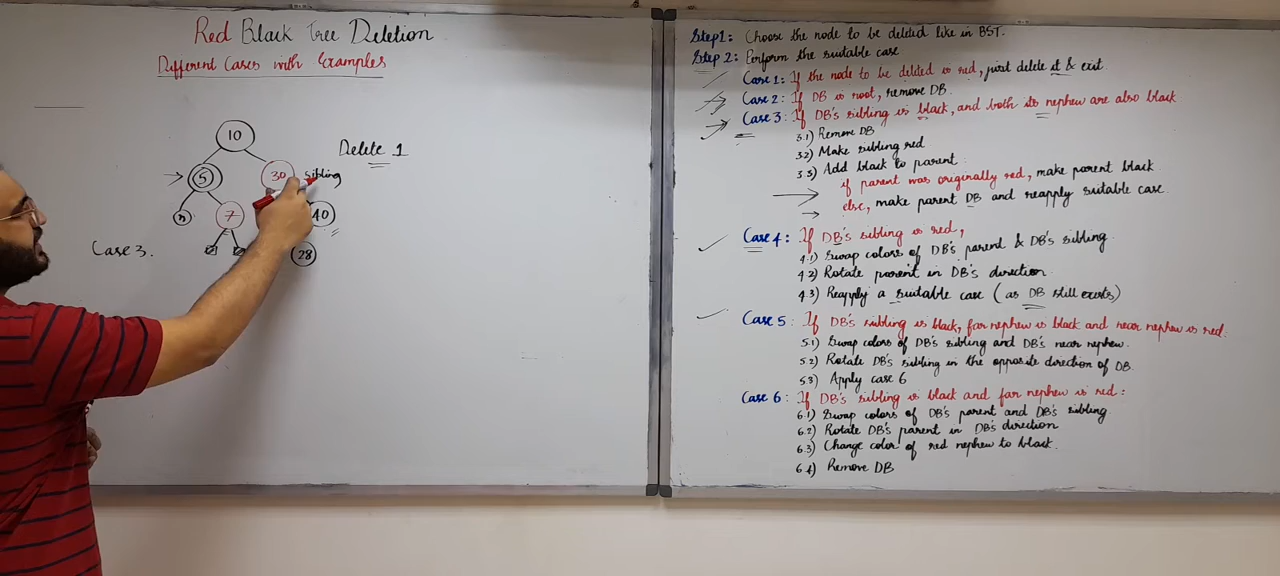 Red Black Tree Deletion
Different Cases with Examples
10
Delete 1
5
30
Sibling
n
7
40
Case 3.
28
Step1: Choose the node to be deleted like in BST.
Step 2: Perform the suitable case
Case 1: If the node to be deleted is red, just delete it & exit
Case 2: If DB is root, remove DB.
Case 3: If DB's sibling is black, and both its nephew are also black
3.1) Remove DB
3.2) Make sibling red
3.3) Add black to parent.
if parent was originally red, make parent black
else, make parent DB and reapply suitable case
Case 4: If DB's sibling is red,
4.1) Swap colors of DB's parent & DB's sibling
4.2) Rotate parent in DB's direction
4.3) Reapply a suitable case (as DB still exists)
Case 5: If DB's sibling is black, far nephew is black and near nephew is red.
5.1) Swap colors of DB's sibling and DB's near nephew.
5.2) Rotate DB's sibling in the opposite direction of DB.
5.3) Apply case 6
Case 6: If DB's sibling is black and far nephew is red:
6.1) Swap colors of DB's parent and DB's sibling
6.2) Rotate DB's parent in DB's direction
6.3) Change color of red nephew to black.
6.4) Remove DB